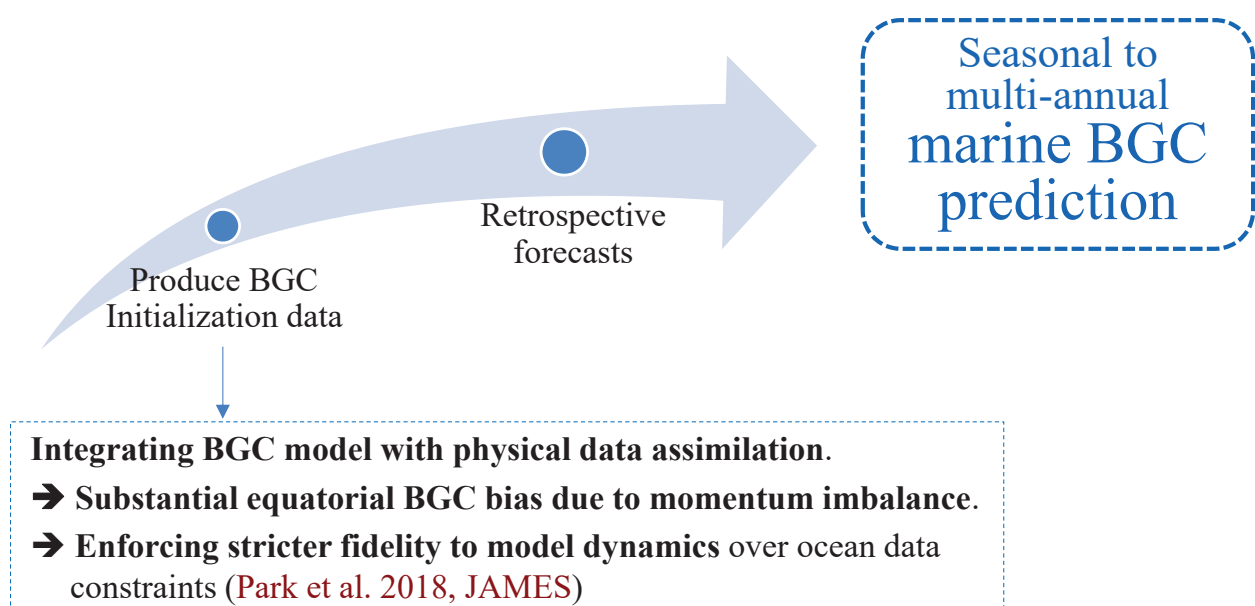 Seasonal to
multi-annual
marine BGC
prediction
Retrospective
forecasts
Produce BGC
Initialization data
Integrating BGC model with physical data assimilation.
➔ Substantial equatorial BGC bias due to momentum imbalance.
➔ Enforcing stricter fidelity to model dynamics over ocean data
constraints (Park et al. 2018, JAMES)